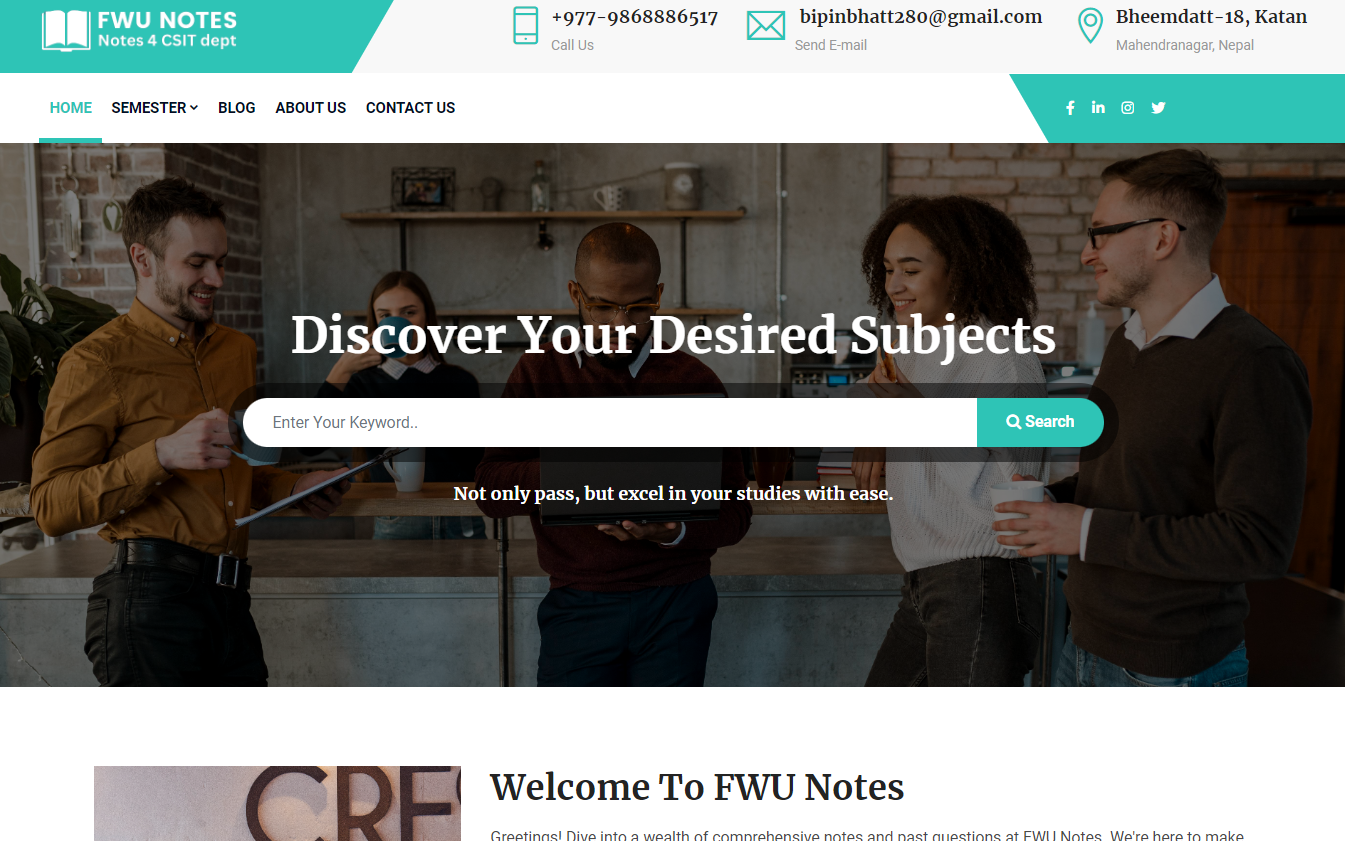 FWU NOTES
Notes 4 CSIT dept
+977-9868886517
Call Us
bipinbhatt280@gmail.com
Send E-mail
Bheemdatt-18, Katan
Mahendranagar, Nepal
HOME SEMESTER BLOG ABOUT US CONTACT US
Discover Your Desired Subjects
Enter Your Keyword..
Search
Not only pass, but excel in your studies with ease.
CRE
Welcome To FWU Notes
Greetings! Dive into a wealth of comprehensive notes and past questions at FWU Notes. We're here to make